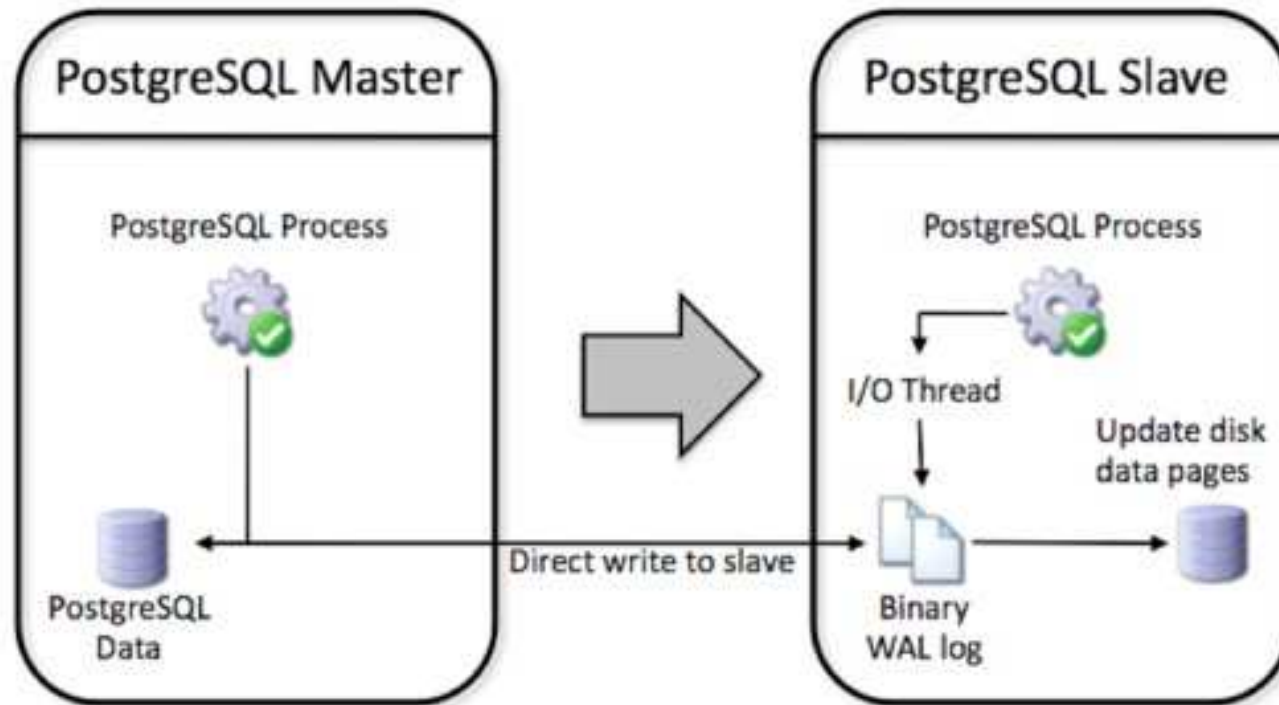 PostgreSQL Master
PostgreSQL Process
PostgreSQL
Data
Direct write to slave
PostgreSQL Slave
PostgreSQL Process
I/O Thread
Update disk
data pages
Binary
WAL log